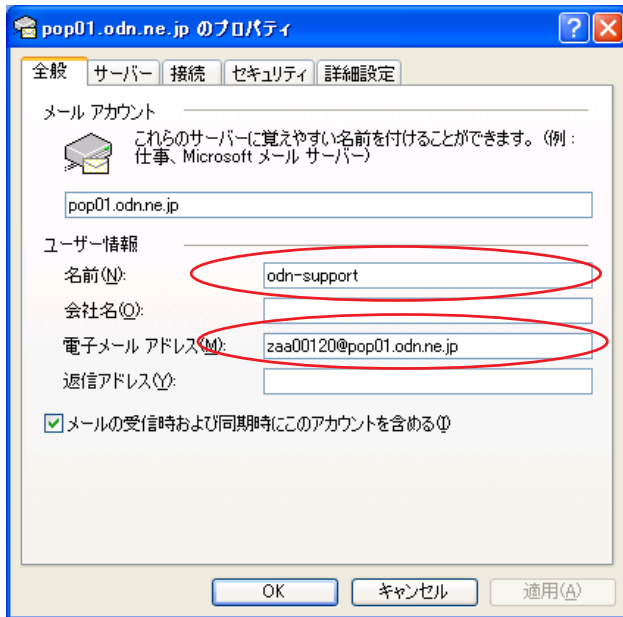 pop01.odn.ne.jp のプロパティ
全般 サーバー 接続 セキュリティ 詳細設定
メール アカウント
これらのサーバーに覚えやすい名前を付けることができます。(例 :
仕事、Microsoft メール サーバー)
pop01.odn.ne.jp
ユーザー情報
名前(N): odn-support
会社名(O):
電子メール アドレス(M): zaa00120@pop01.odn.ne.jp
返信アドレス(Y):
メールの受信時および同期時にこのアカウントを含める(I)
OK キャンセル 適用(A)